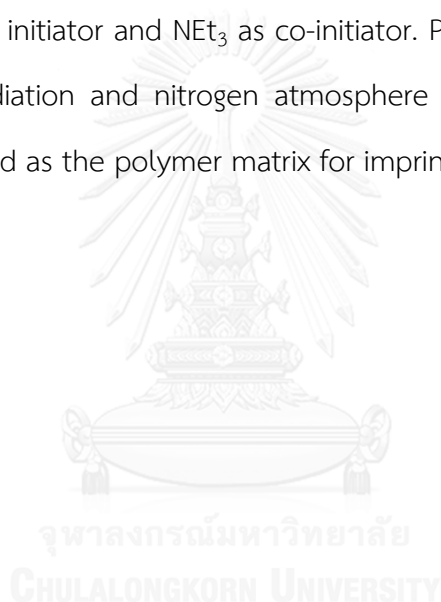 initiator and NEt₃ as co-initiator. P
diation and nitrogen atmosphere
d as the polymer matrix for imprin
จุฬาลงกรณ์มหาวิทยาลัย
CHULALONGKORN UNIVERSITY